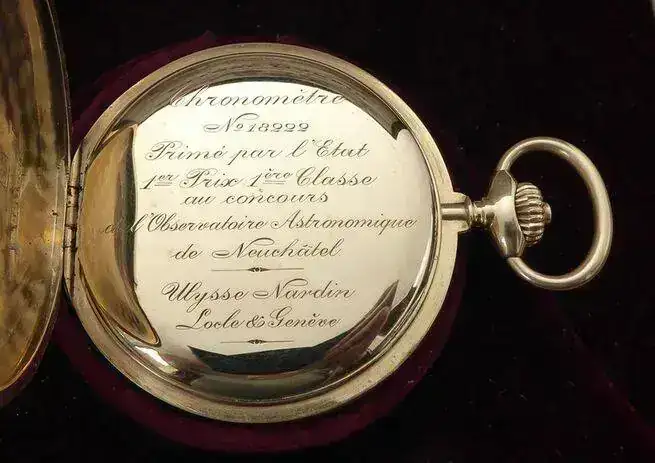 Chronomètre
No 18222
Primé par l'Etat
1er Prix 1ère Classe
au concours
à l'Observatoire Astronomique
de Neuchâtel
Ulysse Nardin
Locle & Genève